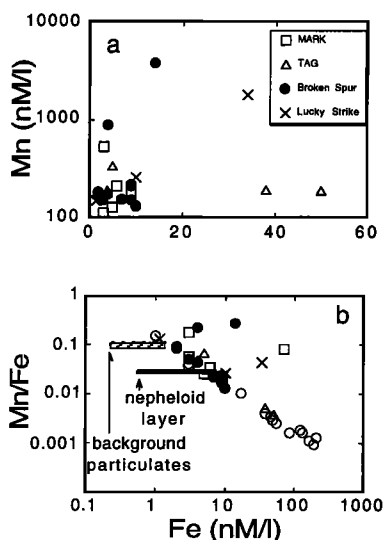 a
MARK
TAG
Broken Spur
Lucky Strike
Mn (nM/l)
10000
1000
100
0 20 40 60
b
Mn/Fe
1
0.1
0.01
0.001
nepheloid
layer
background
particulates
0.1 1 10 100 1000
Fe (nM/l)